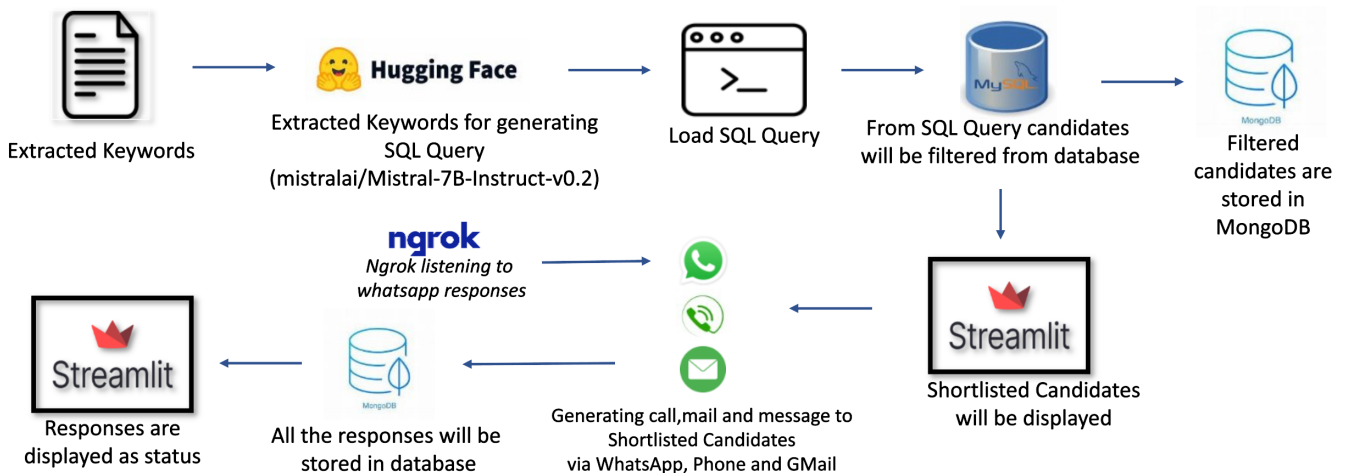 Extracted Keywords
Hugging Face
Extracted Keywords for generating
SQL Query
(mistralai/Mistral-7B-Instruct-v0.2)
>_
Load SQL Query
MySQL
From SQL Query candidates
will be filtered from database
MongoDB
Filtered
candidates are
stored in
MongoDB
ngrok
Ngrok listening to
whatsapp responses
Streamlit
Shortlisted Candidates
will be displayed
Generating call,mail and message to
Shortlisted Candidates
via WhatsApp, Phone and GMail
MongoDB
All the responses will be
stored in database
Streamlit
Responses are
displayed as status